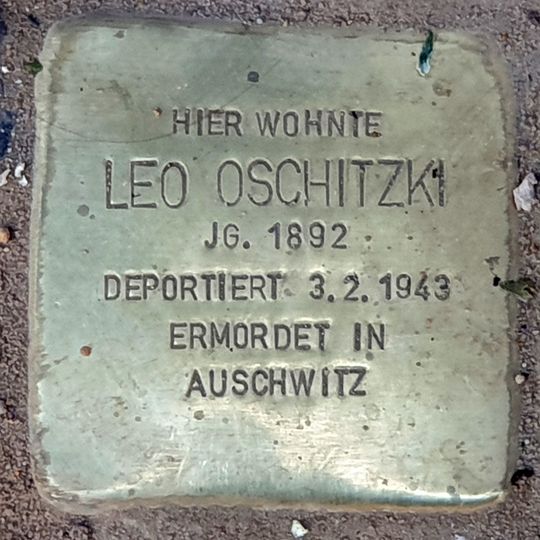 HIER WOHNTE
LEO OSCHITZKI
JG. 1892
DEPORTIERT 3.2.1943
ERMORDET IN
AUSCHWITZ